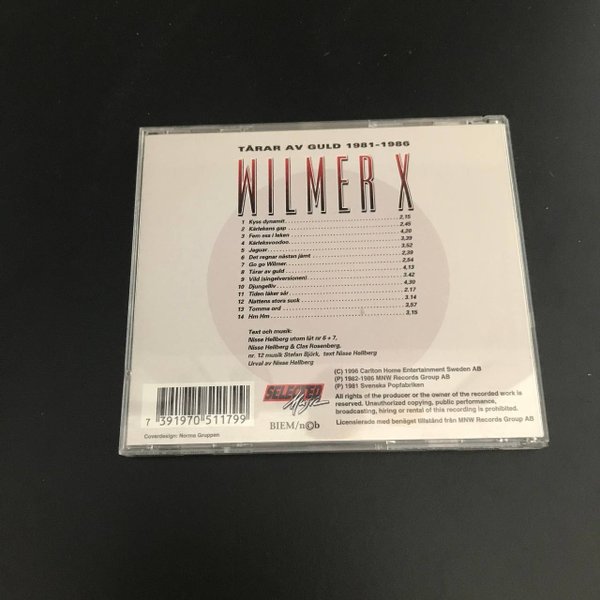 TÅRAR AV GULD 1981-1986
WILMER X
1 Kyss dynamit 2,15
2 Kärlekens gap 2,45
3 Fem ess i leken 4,20
4 Kärleksvoodoo 3,39
5 Jaguar 3.52
6 Det regnar nästan jämt 2,39
7 Go go Wilmer 2,54
8 Tårar av guld 4,13
9 Vild (singelversionen) 3.42
10 Djungelliv 4,30
11 Tiden läker sår 2,17
12 Nattens stora suck 3.14
13 Tomma ord 3,57
14 Hm Hm 3,15
Text och musik:
Nisse Hellberg utom låt nr 6 + 7,
Nisse Hellberg & Clas Rosenberg,
nr. 12 musik Stefan Björk, text Nisse Hellberg
Urval av Nisse Hellberg
(C) 1996 Carlton Home Entertainment Sweden AB
(P) 1982-1986 MNW Records Group AB
(P) 1981 Svenska Popfabriken
All rights of the producer or the owner of the recorded work is
reserved. Unauthorized copying, public performance,
broadcasting, hiring or rental of this recording is prohibited.
Licensierade med benäget tillstånd från MNW Records Group AB
SELECTED
Music
BIEM/n©b
7 391970 511799
Coverdesign: Norma Gruppen